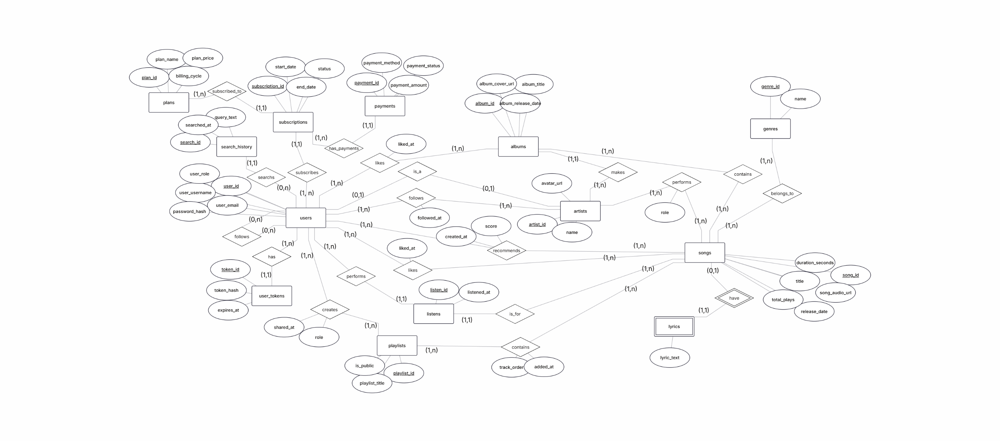 plan_name
plan_price
plan_id
billing_cycle
plans
(1,n)
subscribed_to
(1,1)
start_date
status
subscription_id
end_date
subscriptions
payment_method
payment_status
payment_id
payment_amount
payments
(1,1)
(1,n)
has_payments
(1,1)
query_text
searched_at
search_id
search_history
(1,1)
searchs
(0,n)
subscribes
(1, n)
liked_at
likes
(1,n)
(1,n)
album_cover_url
album_title
album_id
album_release_date
albums
(1,n)
(1,1)
makes
(1,n)
genre_id
name
genres
(1,n)
belongs_to
(1,n)
contains
(1,n)
performs
(1,n)
role
(1,n)
is_a
(0,1)
(0,1)
follows
(1,n)
(1,n)
followed_at
avatar_url
artists
artist_id
name
user_role
user_id
user_username
user_email
password_hash
users
(0,n)
(0,n)
follows
(1,n)
has
(1,1)
token_id
token_hash
expires_at
user_tokens
score
created_at
(1,n)
recommends
(1,n)
(1,n)
liked_at
likes
(1,n)
songs
duration_seconds
song_id
title
song_audio_url
total_plays
release_date
(0,1)
have
(1,1)
lyrics
lyric_text
(1,n)
performs
(1,1)
listen_id
listened_at
listens
(1,1)
is_for
(1,n)
(1,n)
creates
shared_at
role
(1,n)
playlists
is_public
playlist_id
playlist_title
(1,n)
contains
(1,n)
track_order
added_at